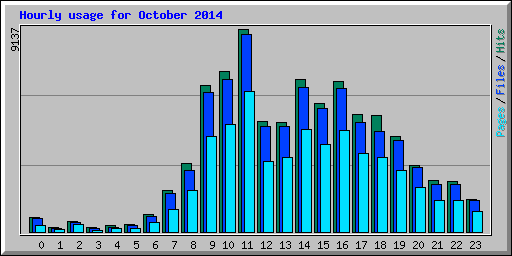 Hourly usage for October 2014
9137
Pages/Files/Hits
0 1 2 3 4 5 6 7 8 9 10 11 12 13 14 15 16 17 18 19 20 21 22 23